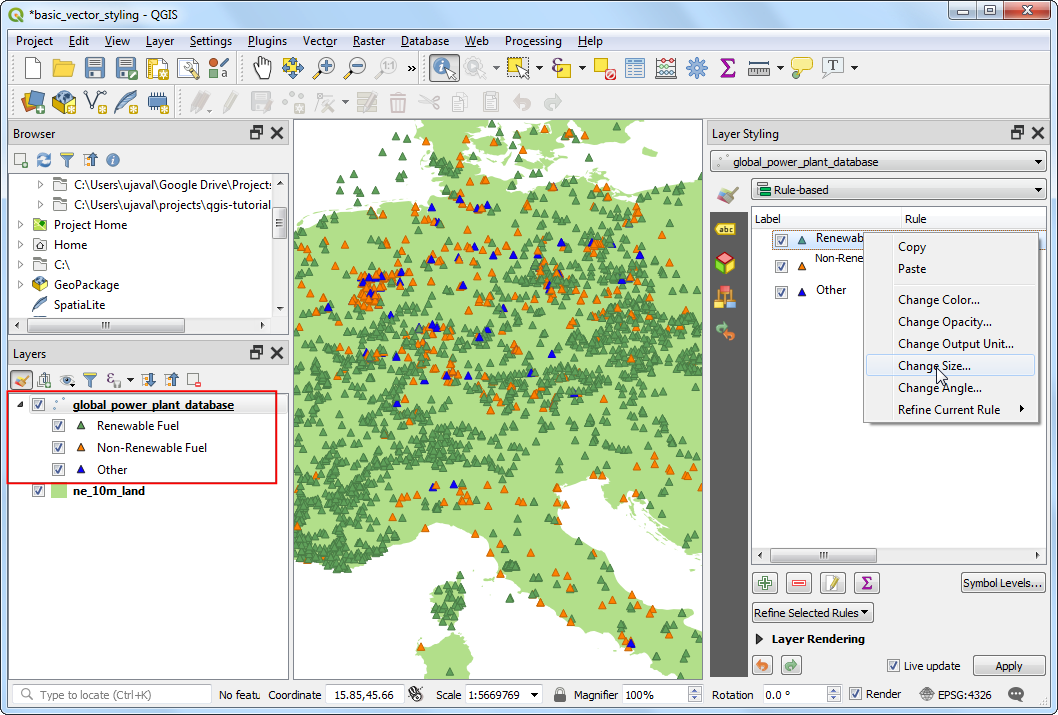 *basic_vector_styling - QGIS
Project Edit View Layer Settings Plugins Vector Raster Database Web Processing Help
1:1 »
T
Browser
C:\Users\ujaval\Google Drive\Projects
C:\Users\ujaval\projects\qgis-tutorial
Project Home
Home
C:\
GeoPackage
SpatiaLite
Layers
global_power_plant_database
Renewable Fuel
Non-Renewable Fuel
Other
ne_10m_land
Layer Styling
global_power_plant_database
abc
Rule-based
Label Rule
Renewab
Non-Rene
Other
Copy
Paste
Change Color...
Change Opacity...
Change Output Unit...
Change Size...
Change Angle...
Refine Current Rule
Symbol Levels...
Refine Selected Rules
Layer Rendering
Live update Apply
Type to locate (Ctrl+K) No featu Coordinate 15.85,45.66 Scale 1:5669769 Magnifier 100% Rotation 0.0 ° Render EPSG:4326